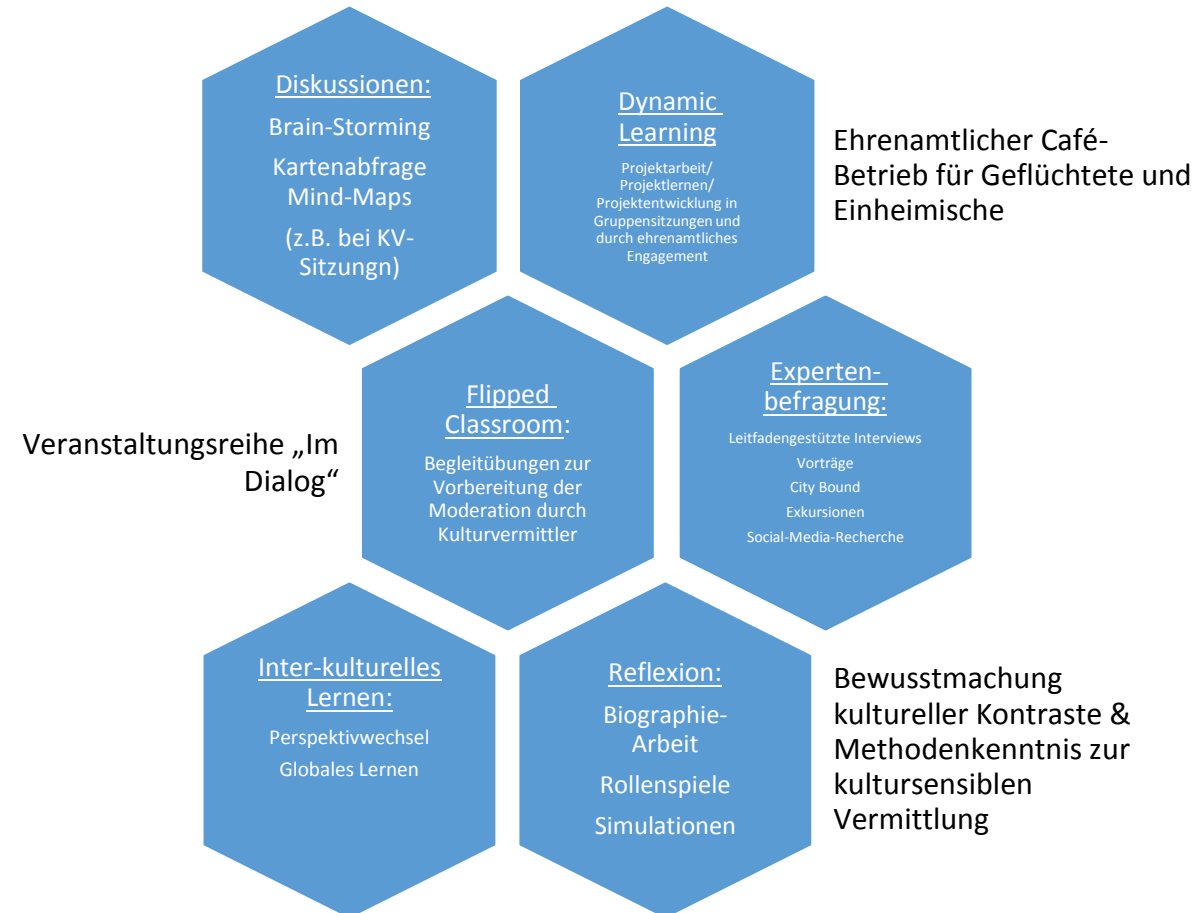 Diskussionen:
Brain-Storming
Kartenabfrage
Mind-Maps
(z.B. bei KV-
Sitzungn)
Dynamic
Learning
Projektarbeit/
Projektlernen/
Projektentwicklung in
Gruppensitzungen und
durch ehrenamtliches
Engagement
Ehrenamtlicher Café-
Betrieb für Geflüchtete und
Einheimische
Veranstaltungsreihe „Im
Dialog“
Flipped
Classroom:
Begleitübungen zur
Vorbereitung der
Moderation durch
Kulturvermittler
Experten-
befragung:
Leitfadengestützte Interviews
Vorträge
City Bound
Exkursionen
Social-Media-Recherche
Inter-kulturelles
Lernen:
Perspektivwechsel
Globales Lernen
Reflexion:
Biographie-
Arbeit
Rollenspiele
Simulationen
Bewusstmachung
kultureller Kontraste &
Methodenkenntnis zur
kultursensiblen
Vermittlung